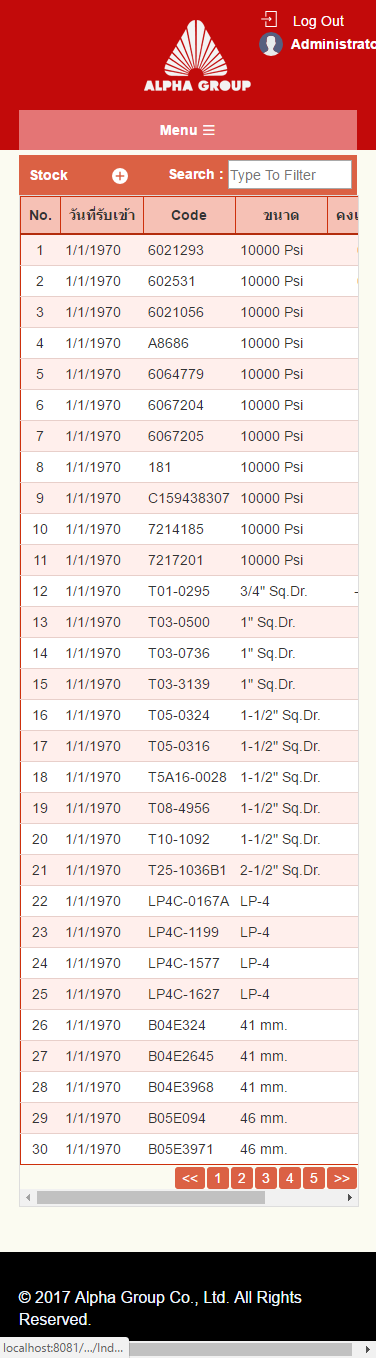 Log Out
Administrato
ALPHA GROUP
Menu
Stock Search : Type To Filter
No. วันที่รับเข้า Code ขนาด คงเ
1 1/1/1970 6021293 10000 Psi
2 1/1/1970 602531 10000 Psi
3 1/1/1970 6021056 10000 Psi
4 1/1/1970 A8686 10000 Psi
5 1/1/1970 6064779 10000 Psi
6 1/1/1970 6067204 10000 Psi
7 1/1/1970 6067205 10000 Psi
8 1/1/1970 181 10000 Psi
9 1/1/1970 C159438307 10000 Psi
10 1/1/1970 7214185 10000 Psi
11 1/1/1970 7217201 10000 Psi
12 1/1/1970 T01-0295 3/4" Sq.Dr. -
13 1/1/1970 T03-0500 1" Sq.Dr.
14 1/1/1970 T03-0736 1" Sq.Dr.
15 1/1/1970 T03-3139 1" Sq.Dr.
16 1/1/1970 T05-0324 1-1/2" Sq.Dr.
17 1/1/1970 T05-0316 1-1/2" Sq.Dr.
18 1/1/1970 T5A16-0028 1-1/2" Sq.Dr.
19 1/1/1970 T08-4956 1-1/2" Sq.Dr.
20 1/1/1970 T10-1092 1-1/2" Sq.Dr.
21 1/1/1970 T25-1036B1 2-1/2" Sq.Dr.
22 1/1/1970 LP4C-0167A LP-4
23 1/1/1970 LP4C-1199 LP-4
24 1/1/1970 LP4C-1577 LP-4
25 1/1/1970 LP4C-1627 LP-4
26 1/1/1970 B04E324 41 mm.
27 1/1/1970 B04E2645 41 mm.
28 1/1/1970 B04E3968 41 mm.
29 1/1/1970 B05E094 46 mm.
30 1/1/1970 B05E3971 46 mm.
<< 1 2 3 4 5 >>
© 2017 Alpha Group Co., Ltd. All Rights
Reserved.
localhost:8081/.../Ind...